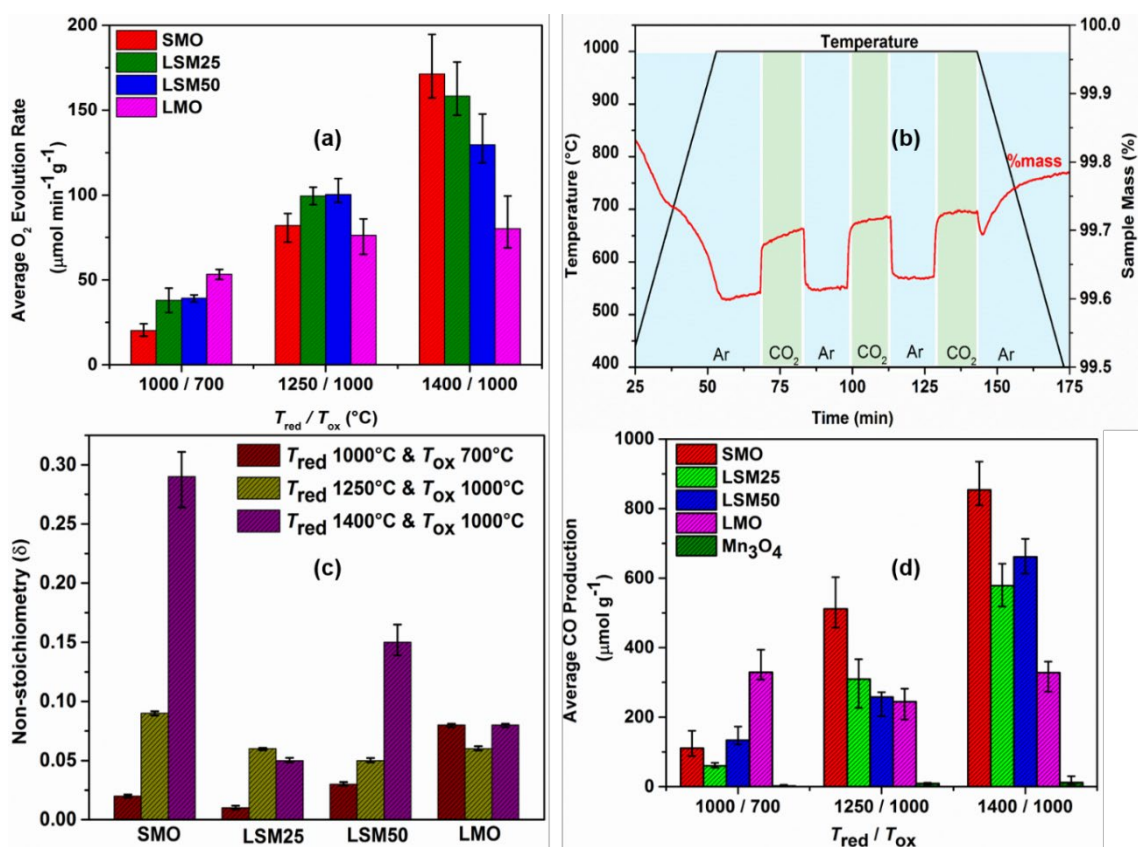 200
150
100
50
0
Average O2 Evolution Rate
(μmol min-1g-1)
SMO
LSM25
LSM50
LMO
(a)
1000 / 700
1250 / 1000
1400 / 1000
Tred / Tox (°C)
1000
900
800
700
600
500
400
Temperature (°C)
Temperature
(b)
%mass
Ar
CO2
Ar
CO2
Ar
CO2
Ar
25
50
75
100
125
150
175
Time (min)
100.0
99.9
99.8
99.7
99.6
99.5
Sample Mass (%)
0.30
0.25
0.20
0.15
0.10
0.05
0.00
Non-stoichiometry (δ)
Tred 1000°C & Tox 700°C
Tred 1250°C & Tox 1000°C
Tred 1400°C & Tox 1000°C
(c)
SMO
LSM25
LSM50
LMO
1000
800
600
400
200
0
Average CO Production
(μmol g-1)
SMO
LSM25
LSM50
LMO
Mn3O4
(d)
1000 / 700
1250 / 1000
1400 / 1000
Tred / Tox